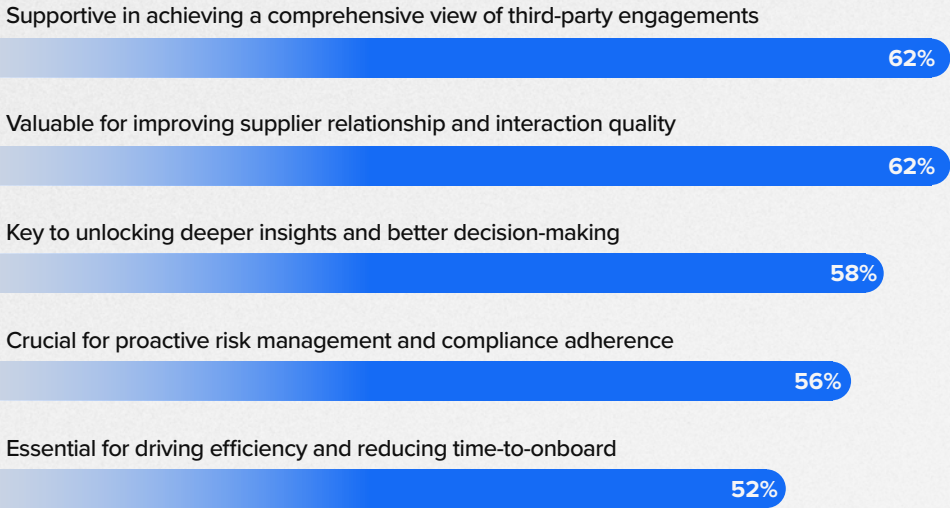 Supportive in achieving a comprehensive view of third-party engagements
62%
Valuable for improving supplier relationship and interaction quality
62%
Key to unlocking deeper insights and better decision-making
58%
Crucial for proactive risk management and compliance adherence
56%
Essential for driving efficiency and reducing time-to-onboard
52%